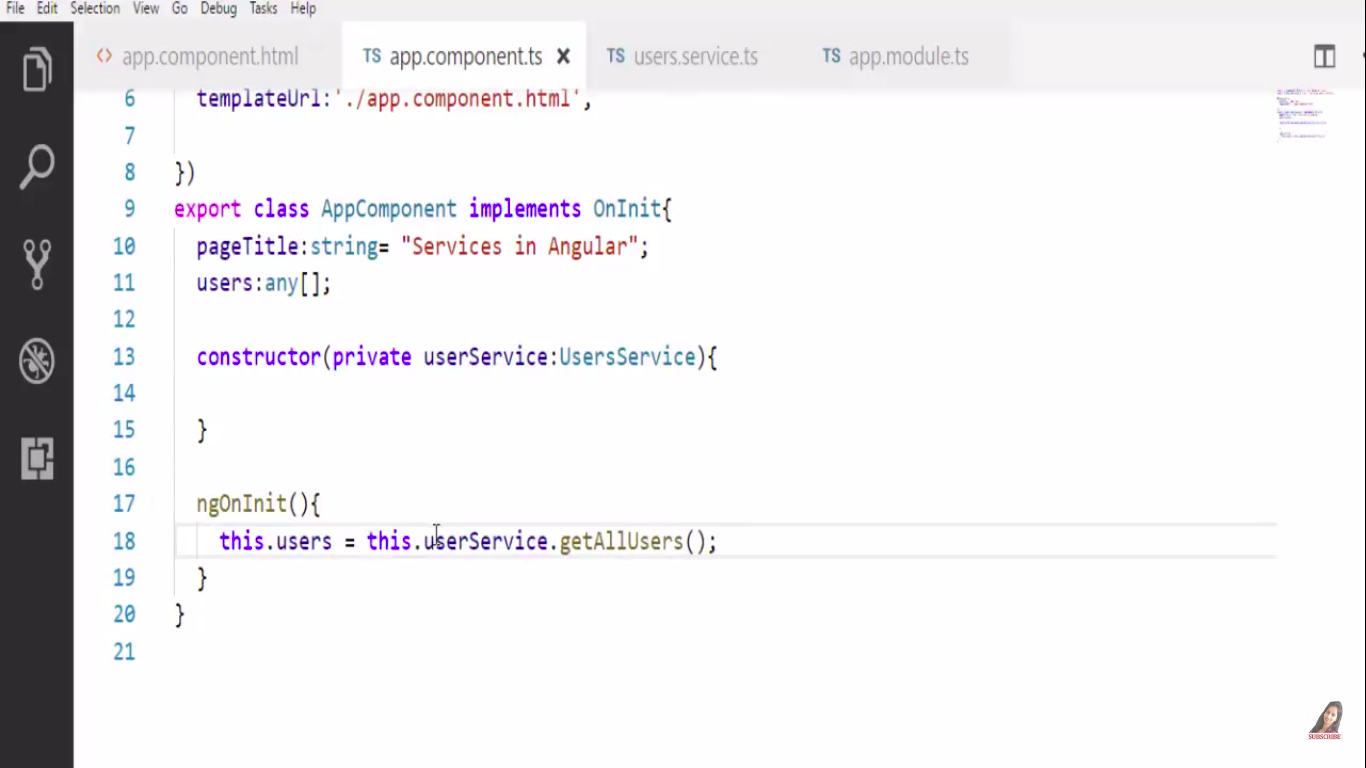 File Edit Selection View Go Debug Tasks Help
<> app.component.html TS app.component.ts TS users.service.ts TS app.module.ts
6 templateUrl:'./app.component.html',
7
8 })
9 export class AppComponent implements OnInit{
10 pageTitle:string= "Services in Angular";
11 users:any[];
12
13 constructor(private userService:UsersService){
14
15 }
16
17 ngOnInit(){
18 this.users = this.userService.getAllUsers();
19 }
20 }
21
SUBSCRIBE